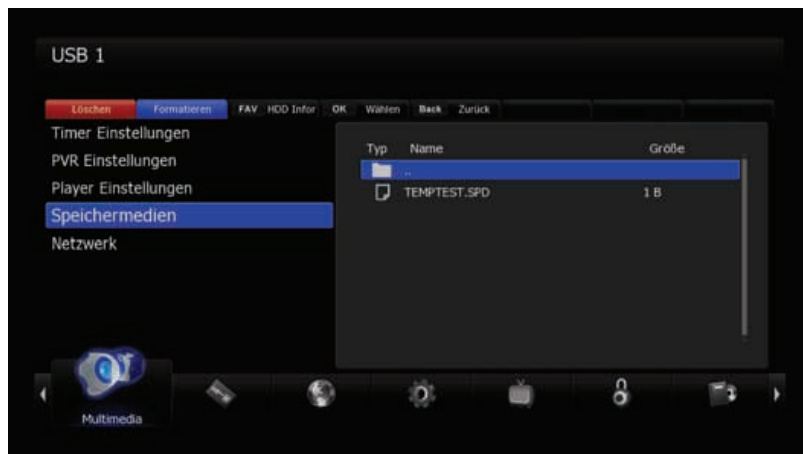 USB 1
Löschen Formatieren FAV HDD Infor OK Wählen Back Zurück
Timer Einstellungen
PVR Einstellungen
Player Einstellungen
Speichermedien
Netzwerk
Typ Name Größe
..
TEMPTEST.SPD 1 B
Multimedia